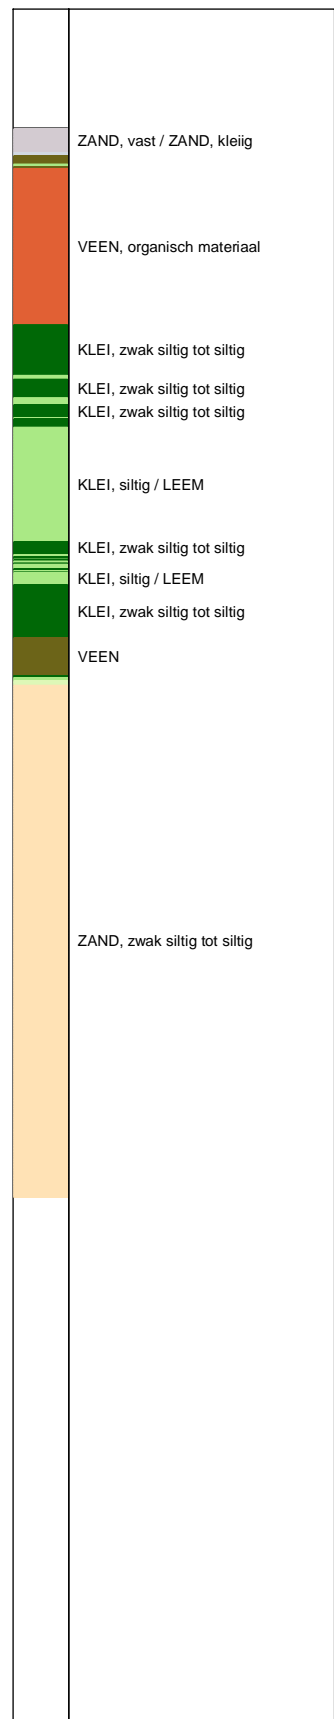 ZAND, vast / ZAND, kleiig
VEEN, organisch materiaal
KLEI, zwak siltig tot siltig
KLEI, zwak siltig tot siltig
KLEI, zwak siltig tot siltig
KLEI, siltig / LEEM
KLEI, zwak siltig tot siltig
KLEI, siltig / LEEM
KLEI, zwak siltig tot siltig
VEEN
ZAND, zwak siltig tot siltig